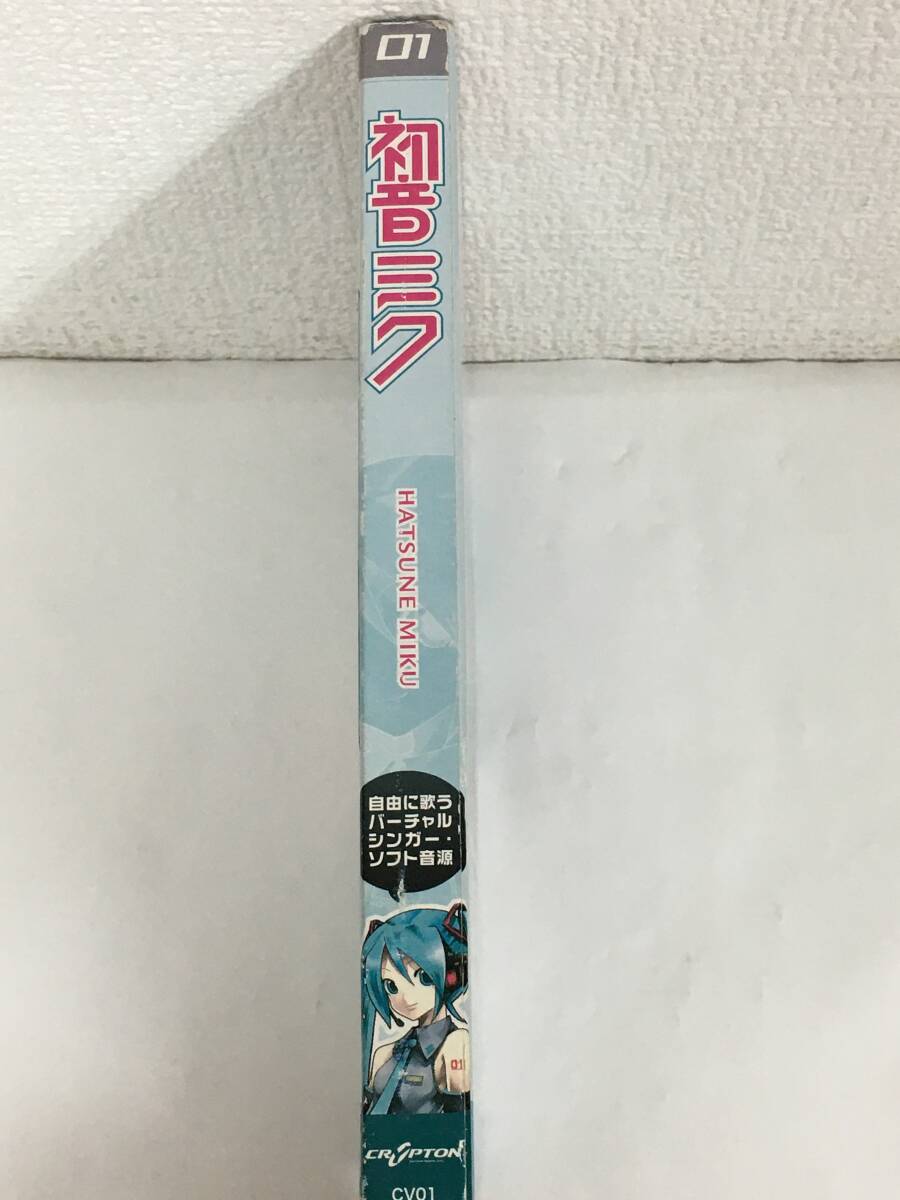 01
初音ミク
HATSUNE MIKU
自由に歌う
バーチャル
シンガー・
ソフト音源
01
CRYPTON
CV01